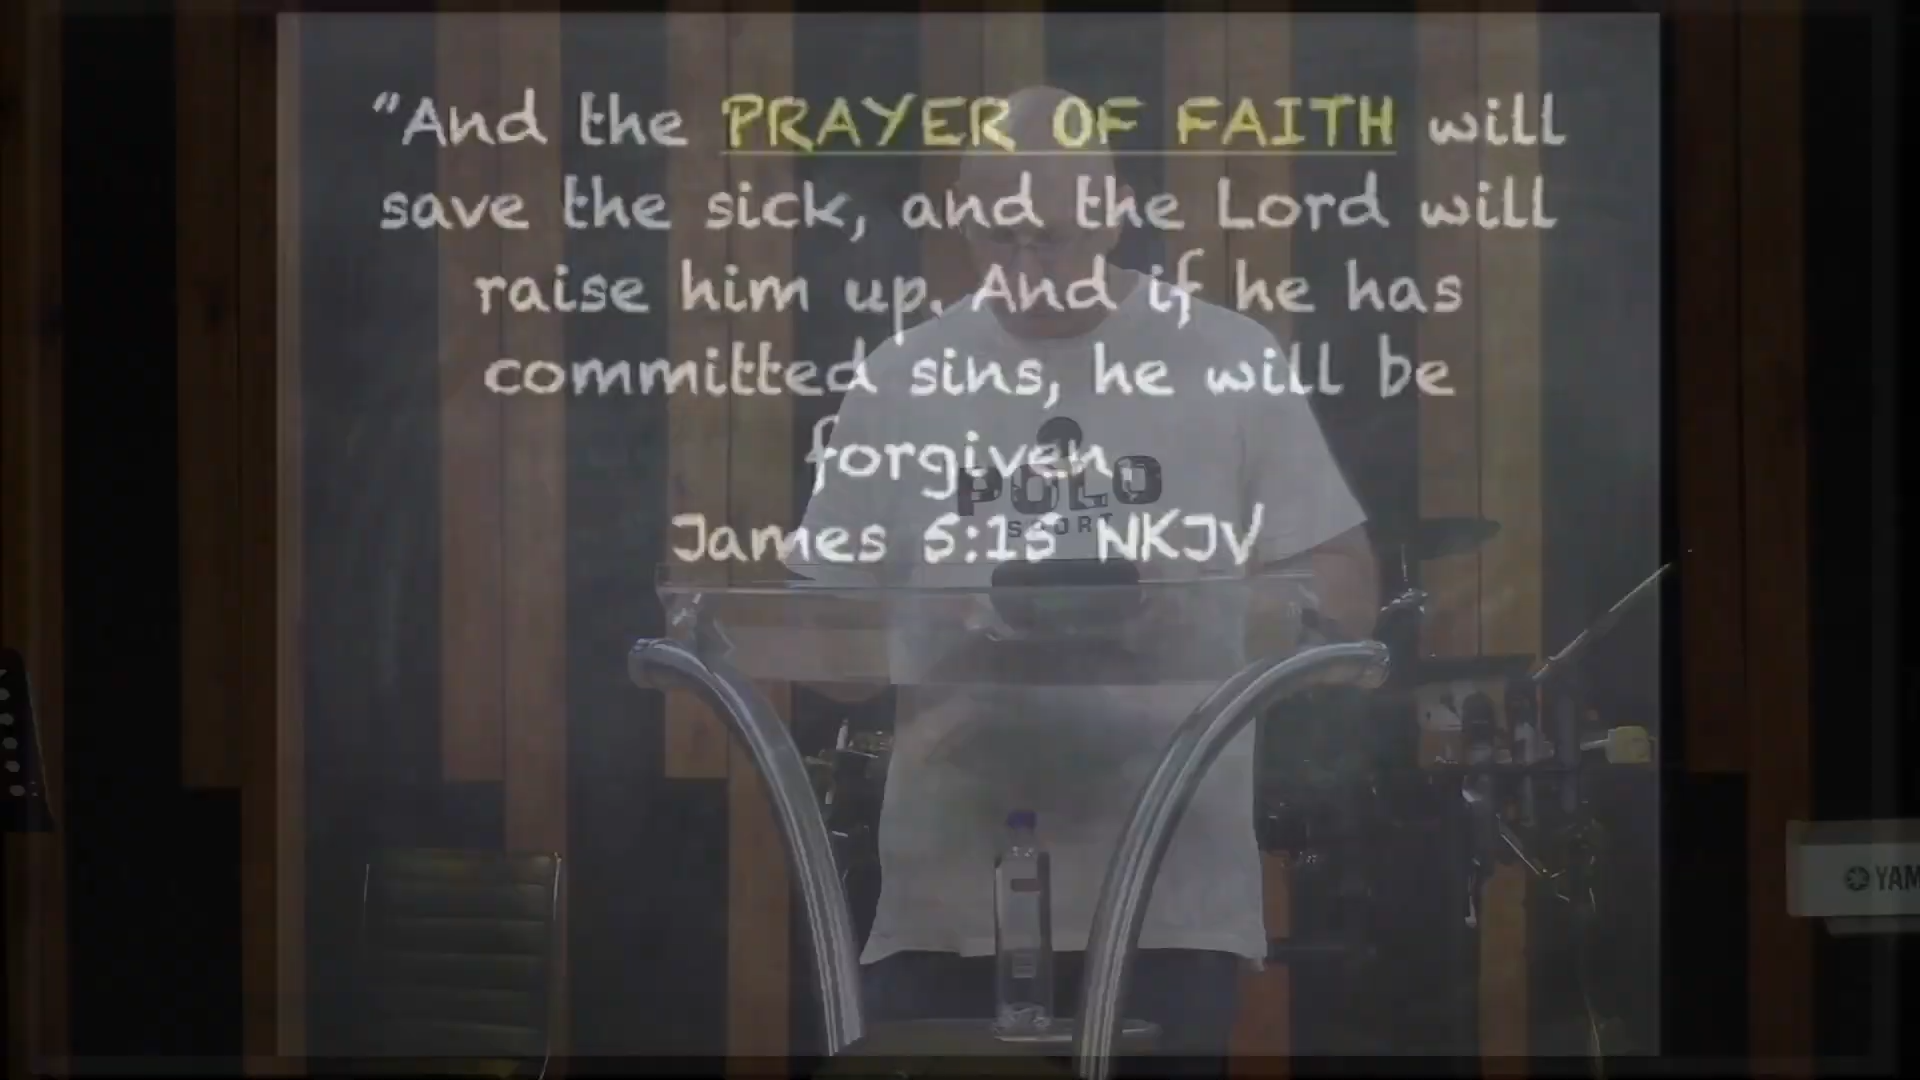 “And the PRAYER OF FAITH will
save the sick, and the Lord will
raise him up. And if he has
committed sins, he will be
forgiven.
James 5:15 NKJV
POLO
SPORT
YAM